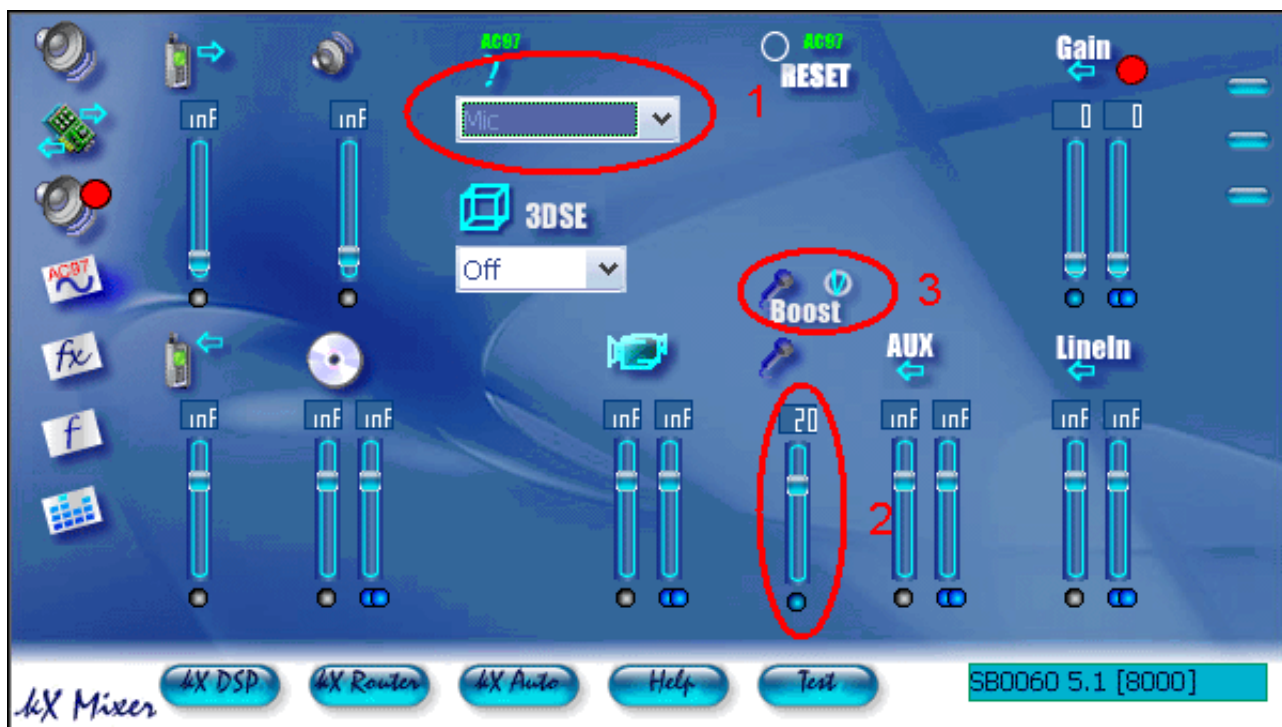 AC97
AC97
RESET
Gain
1
inF
inF
Mic
0 0
3DSE
Off
AC97
Boost
3
fx
AUX
LineIn
f
inF
inF inF
inF inF
20
inF inF
inF inF
2
kX Mixer
kX DSP
kX Router
kX Auto
Help
Test
SB0060 5.1 [8000]